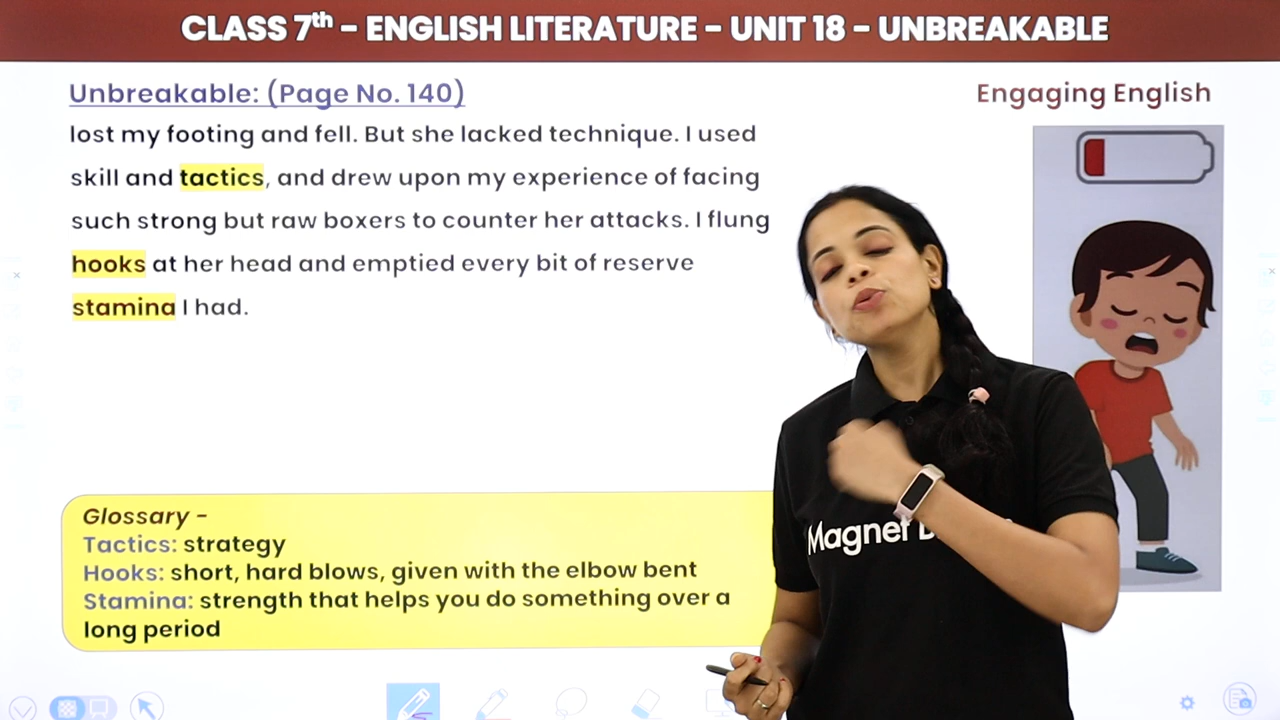 CLASS 7th – ENGLISH LITERATURE – UNIT 18 – UNBREAKABLE
Unbreakable: (Page No. 140)
Engaging English
lost my footing and fell. But she lacked technique. I used
skill and tactics, and drew upon my experience of facing
such strong but raw boxers to counter her attacks. I flung
hooks at her head and emptied every bit of reserve
stamina I had.
Glossary –
Tactics: strategy
Hooks: short, hard blows, given with the elbow bent
Stamina: strength that helps you do something over a
long period
Magnet